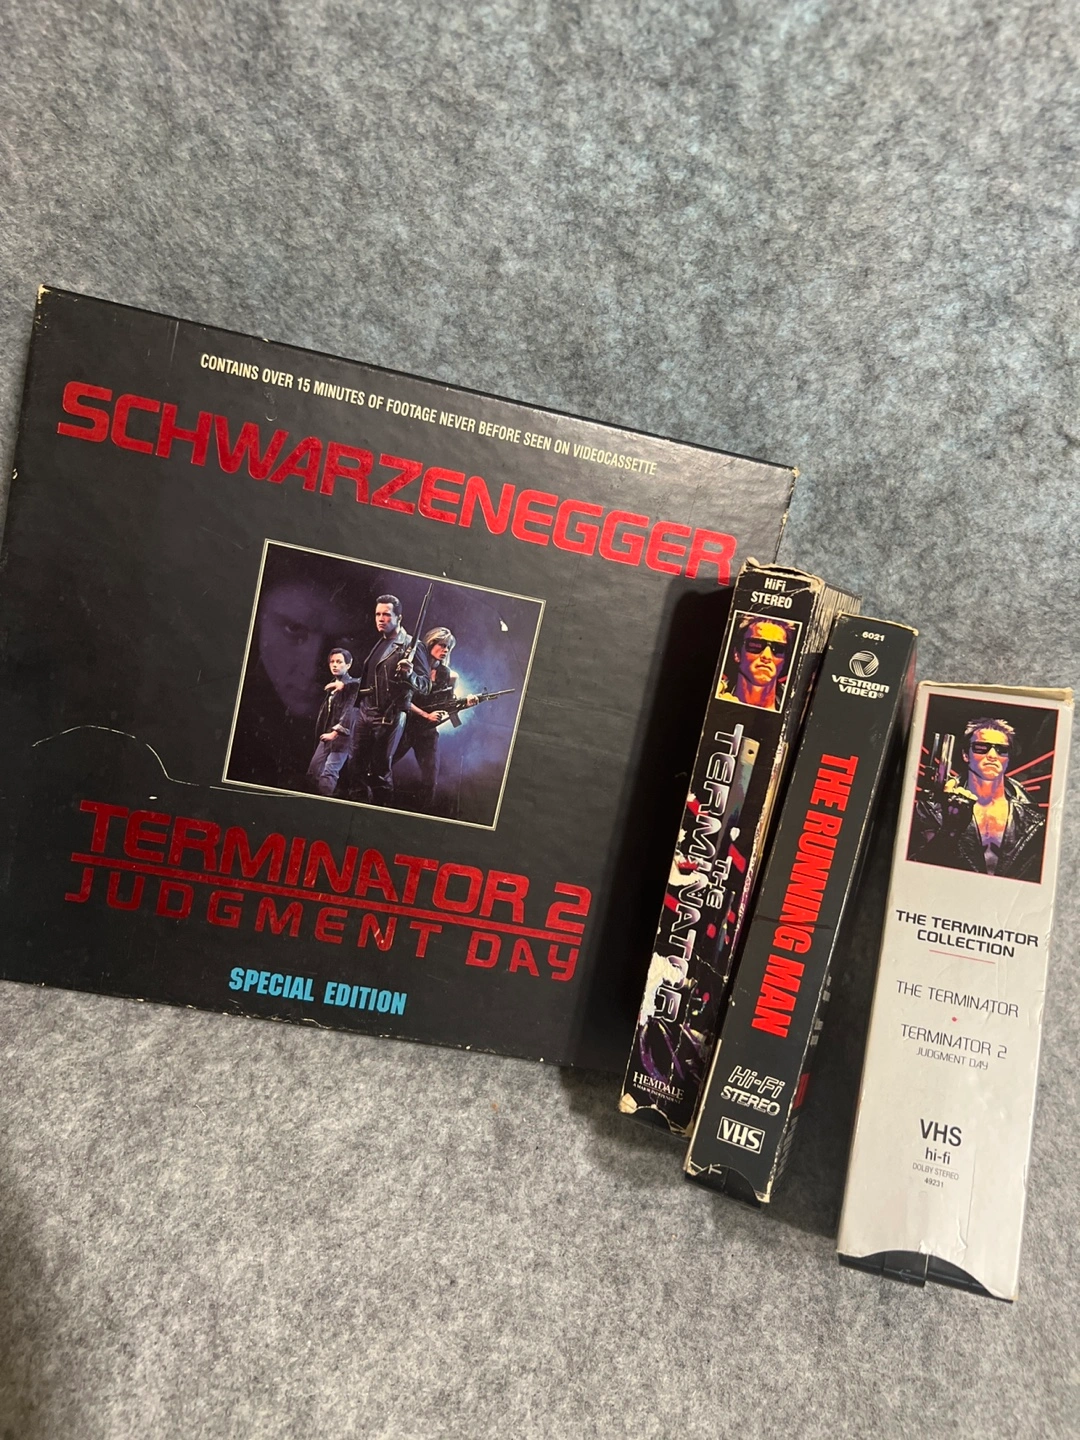 CONTAINS OVER 15 MINUTES OF FOOTAGE NEVER BEFORE SEEN ON VIDEOCASSETTE
SCHWARZENEGGER
TERMINATOR 2
JUDGMENT DAY
SPECIAL EDITION
HiFi
STEREO
THE
TERMINATOR
HEMDALE
6021
VESTRON
VIDEO®
THE RUNNING MAN
Hi-Fi
STEREO
VHS
THE TERMINATOR
COLLECTION
THE TERMINATOR
•
TERMINATOR 2
JUDGMENT DAY
VHS
hi-fi
DOLBY STEREO
49231